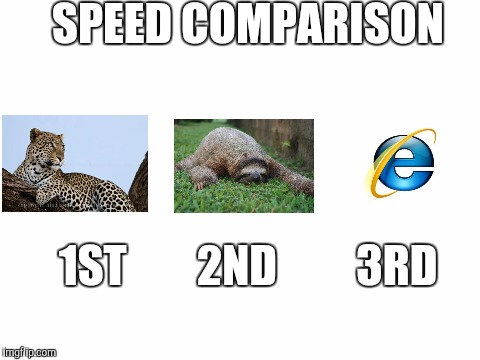 SPEED COMPARISON
1ST 2ND 3RD
imgflip.com